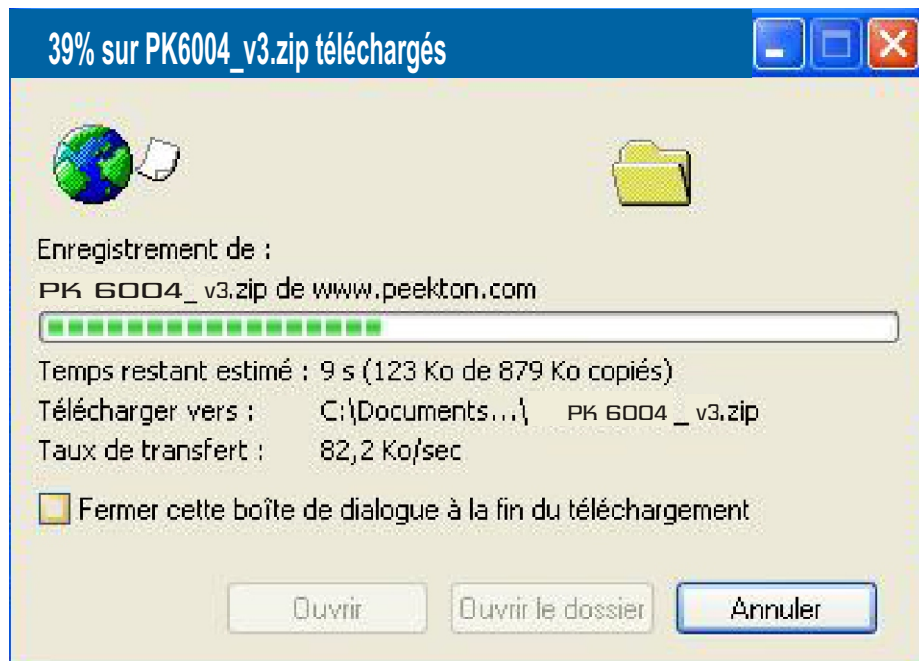 39% sur PK6004_v3.zip téléchargés
Enregistrement de :
PK 6004_ v3.zip de www.peekton.com
Temps restant estimé : 9 s (123 Ko de 879 Ko copiés)
Télécharger vers : C:\Documents...\ PK 6004 _ v3.zip
Taux de transfert : 82,2 Ko/sec
Fermer cette boîte de dialogue à la fin du téléchargement
Ouvrir Ouvrir le dossier Annuler